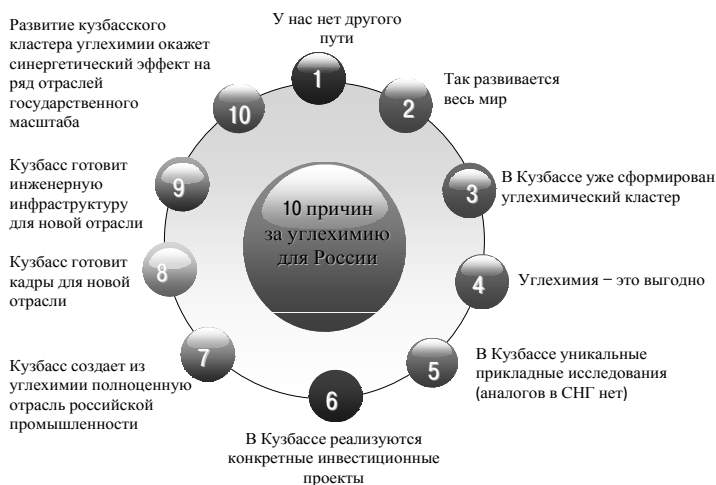 10 причин
за углехимию
для России
1
У нас нет другого
пути
2
Так развивается
весь мир
3
В Кузбассе уже сформирован
углехимический кластер
4
Углехимия – это выгодно
5
В Кузбассе уникальные
прикладные исследования
(аналогов в СНГ нет)
6
В Кузбассе реализуются
конкретные инвестиционные
проекты
7
Кузбасс создает из
углехимии полноценную
отрасль российской
промышленности
8
Кузбасс готовит
кадры для новой
отрасли
9
Кузбасс готовит
инженерную
инфраструктуру
для новой отрасли
10
Развитие кузбасского
кластера углехимии окажет
синергетический эффект на
ряд отраслей
государственного
масштаба